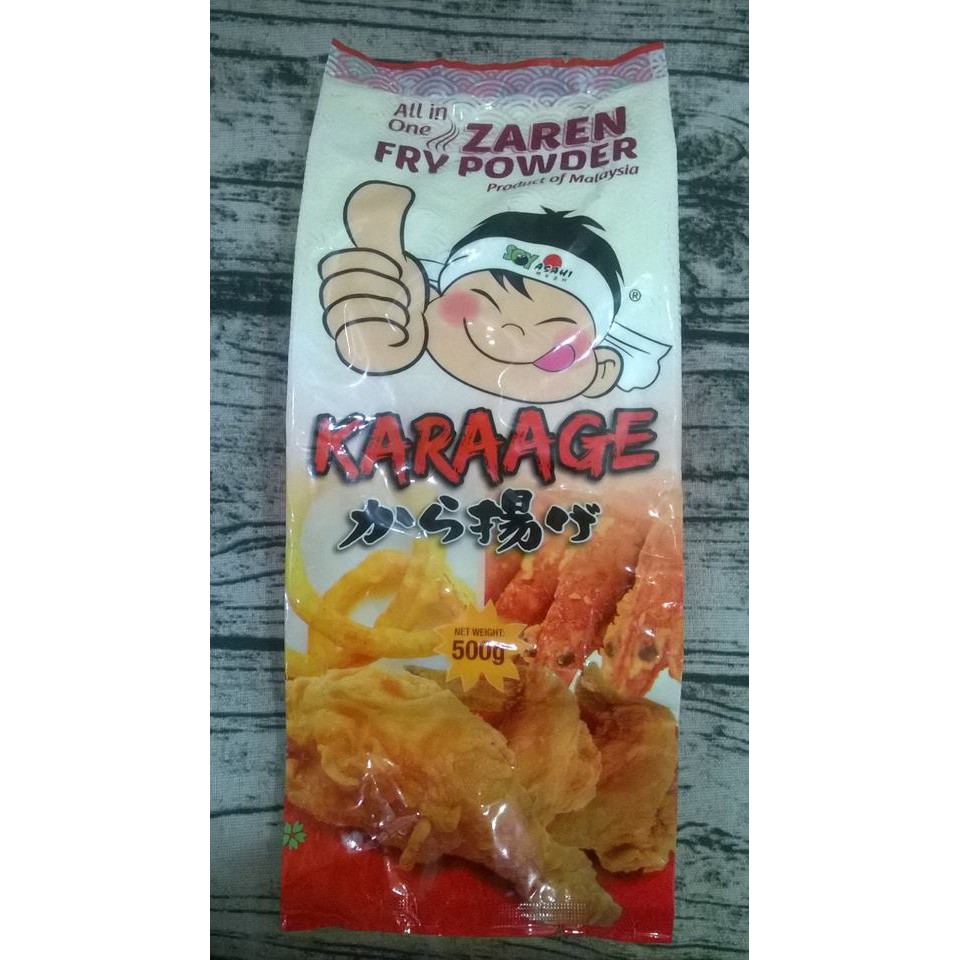 All in
One
ZAREN
FRY POWDER
Product of Malaysia
SOY
ASAHI
®
KARAAGE
から揚げ
NET WEIGHT:
500g